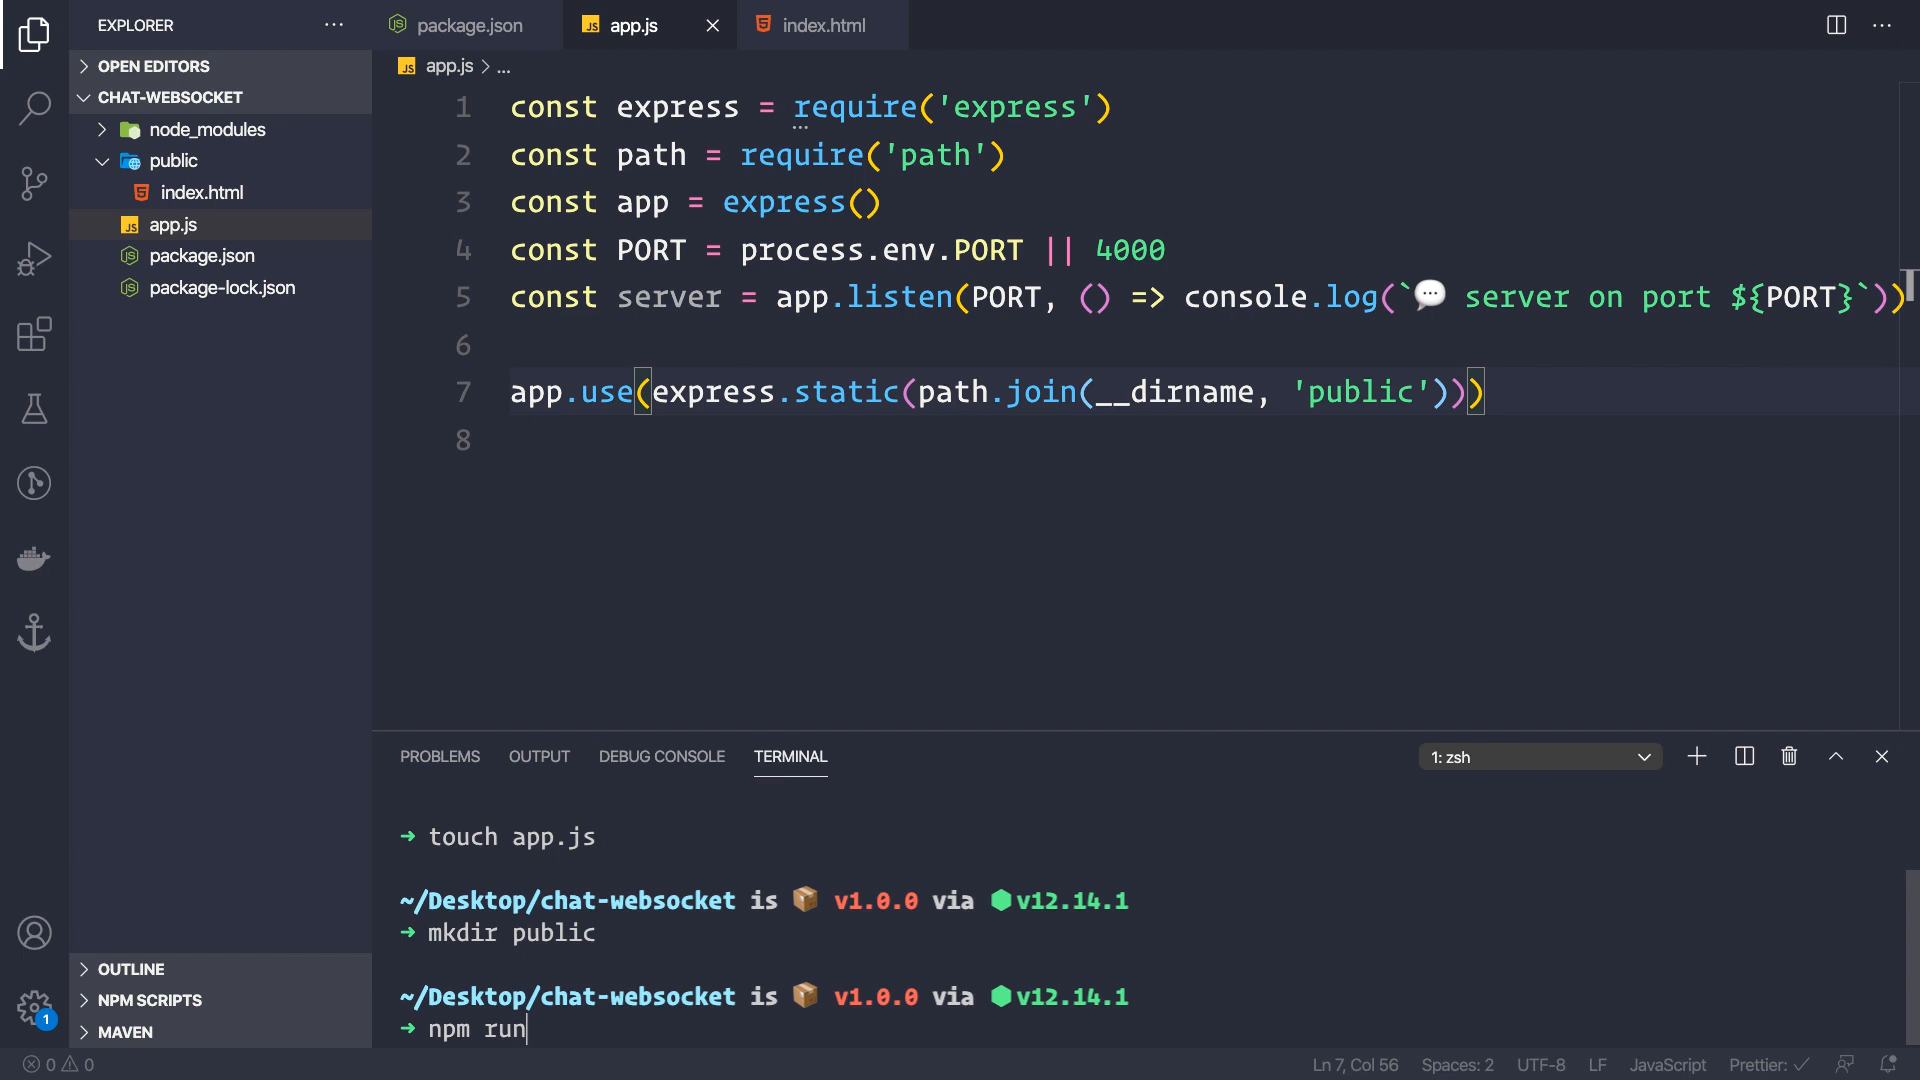 EXPLORER
package.json
app.js
index.html
OPEN EDITORS
CHAT-WEBSOCKET
node_modules
public
index.html
app.js
package.json
package-lock.json
OUTLINE
NPM SCRIPTS
MAVEN
1
JS app.js > ...
1 const express = require('express')
2 const path = require('path')
3 const app = express()
4 const PORT = process.env.PORT || 4000
5 const server = app.listen(PORT, () => console.log(`💬 server on port ${PORT}`))
6
7 app.use(express.static(path.join(__dirname, 'public')))
8
PROBLEMS OUTPUT DEBUG CONSOLE TERMINAL
1: zsh
➜ touch app.js
~/Desktop/chat-websocket is 📦 v1.0.0 via ⬢v12.14.1
➜ mkdir public
~/Desktop/chat-websocket is 📦 v1.0.0 via ⬢v12.14.1
➜ npm run
0 0
Ln 7, Col 56 Spaces: 2 UTF-8 LF JavaScript Prettier: ✓